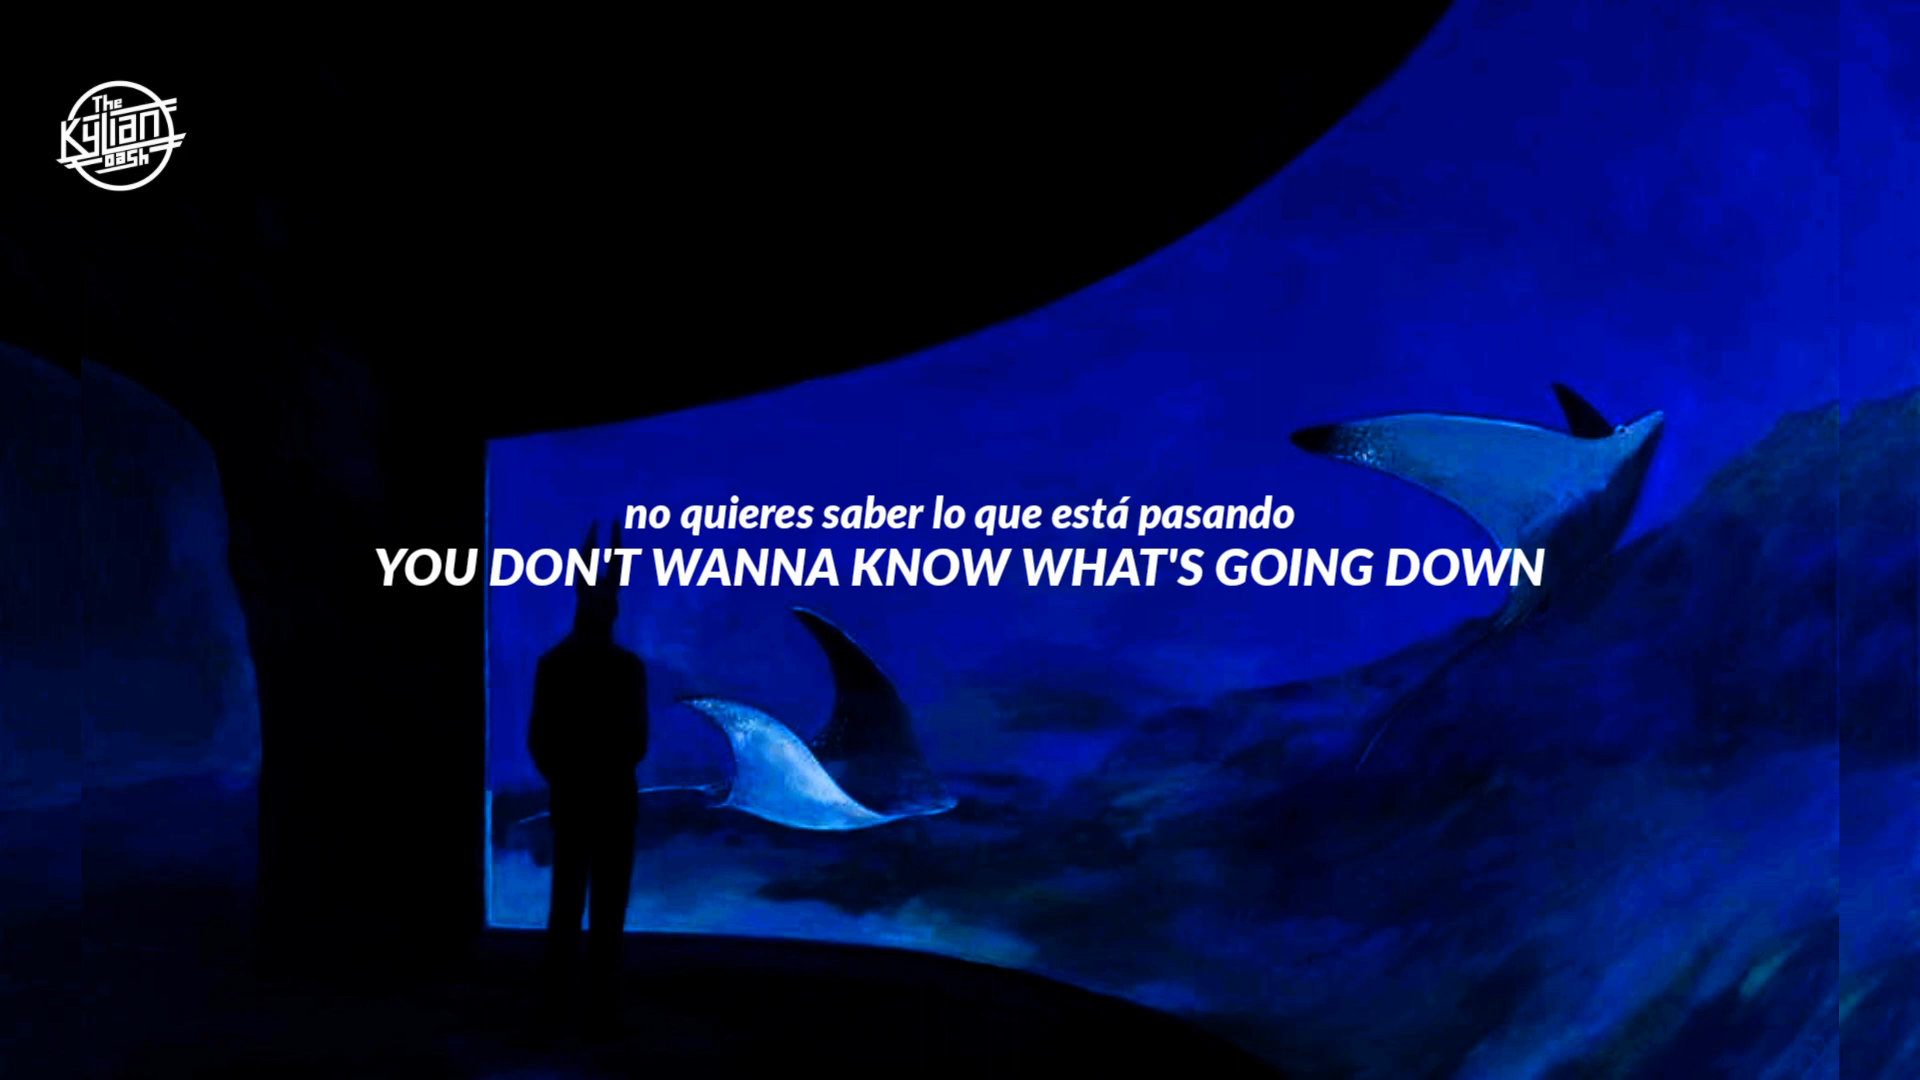 The
Kylian
Dash
no quieres saber lo que está pasando
YOU DON'T WANNA KNOW WHAT'S GOING DOWN